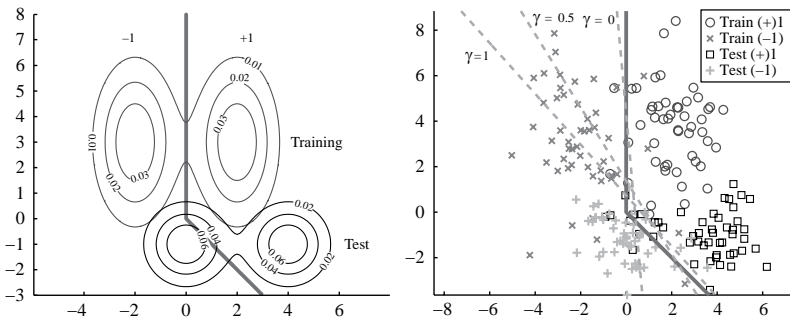 8
7
6
5
4
3
2
1
0
−1
−2
−3
−1
+1
0.01
0.02
0.03
0.01
0.02
0.03
Training
0.02
0.04
0.06
0.06
0.04
0.02
Test
−6 −4 −2 0 2 4 6
8
6
4
2
0
−2
γ=1
γ = 0.5
γ = 0
Train (+)1
Train (−1)
Test (+)1
Test (−1)
−8 −6 −4 −2 0 2 4 6